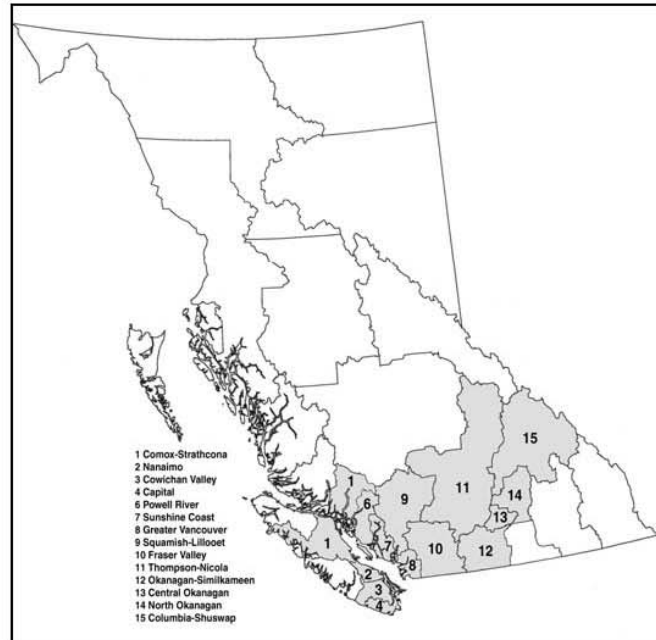 1 Comox-Strathcona
2 Nanaimo
3 Cowichan Valley
4 Capital
6 Powell River
7 Sunshine Coast
8 Greater Vancouver
9 Squamish-Lillooet
10 Fraser Valley
11 Thompson-Nicola
12 Okanagan-Similkameen
13 Central Okanagan
14 North Okanagan
15 Columbia-Shuswap
15
1
6
9
11
14
13
7
1
8
10
12
2
3
4